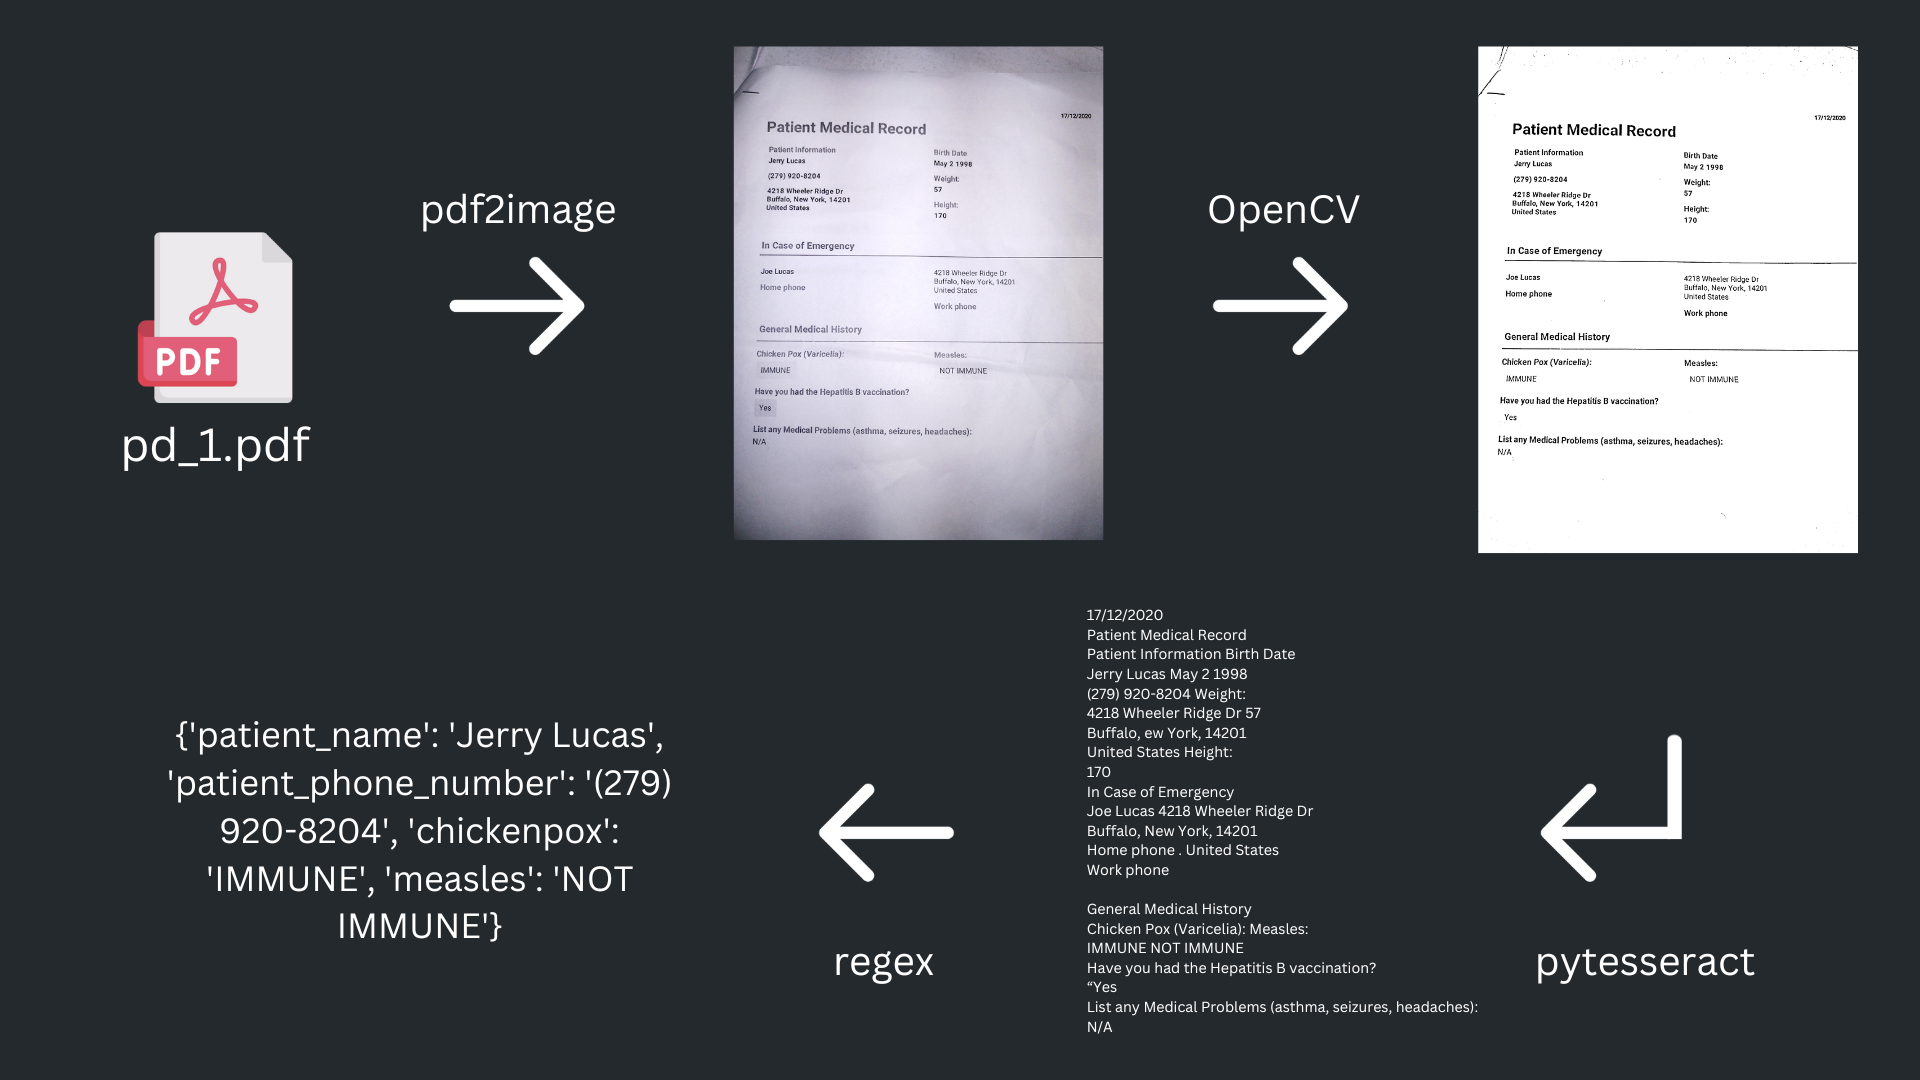 PDF
pd_1.pdf
pdf2image
17/12/2020
Patient Medical Record
Patient Information
Jerry Lucas
(279) 920-8204
4218 Wheeler Ridge Dr
Buffalo, New York, 14201
United States
Birth Date
May 2 1998
Weight:
57
Height:
170
In Case of Emergency
Joe Lucas
Home phone
4218 Wheeler Ridge Dr
Buffalo, New York, 14201
United States
Work phone
General Medical History
Chicken Pox (Varicelia):
IMMUNE
Measles:
NOT IMMUNE
Have you had the Hepatitis B vaccination?
Yes
List any Medical Problems (asthma, seizures, headaches):
N/A
OpenCV
17/12/2020
Patient Medical Record
Patient Information
Jerry Lucas
(279) 920-8204
4218 Wheeler Ridge Dr
Buffalo, New York, 14201
United States
Birth Date
May 2 1998
Weight:
57
Height:
170
In Case of Emergency
Joe Lucas
Home phone
4218 Wheeler Ridge Dr
Buffalo, New York, 14201
United States
Work phone
General Medical History
Chicken Pox (Varicelia):
IMMUNE
Measles:
NOT IMMUNE
Have you had the Hepatitis B vaccination?
Yes
List any Medical Problems (asthma, seizures, headaches):
N/A
pytesseract
17/12/2020
Patient Medical Record
Patient Information Birth Date
Jerry Lucas May 2 1998
(279) 920-8204 Weight:
4218 Wheeler Ridge Dr 57
Buffalo, ew York, 14201
United States Height:
170
In Case of Emergency
Joe Lucas 4218 Wheeler Ridge Dr
Buffalo, New York, 14201
Home phone . United States
Work phone
General Medical History
Chicken Pox (Varicelia): Measles:
IMMUNE NOT IMMUNE
Have you had the Hepatitis B vaccination?
“Yes
List any Medical Problems (asthma, seizures, headaches):
N/A
regex
{'patient_name': 'Jerry Lucas',
'patient_phone_number': '(279)
920-8204', 'chickenpox':
'IMMUNE', 'measles': 'NOT
IMMUNE'}